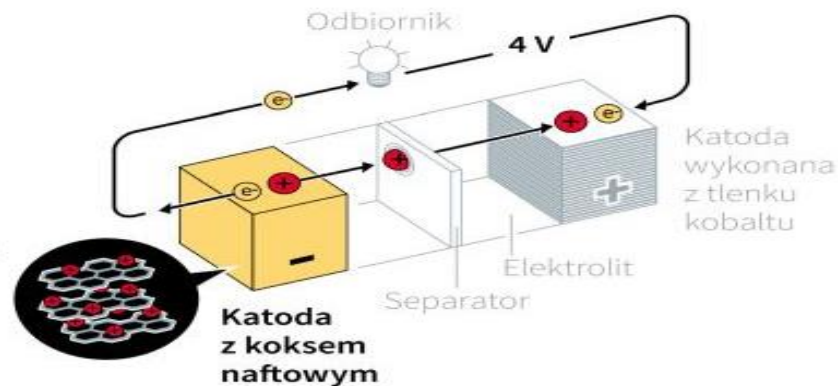 Odbiornik
4 V
e-
e-
+
+
+
e-
Katoda
wykonana
z tlenku
kobaltu
+
-
Elektrolit
Separator
Katoda
z koksem
naftowym